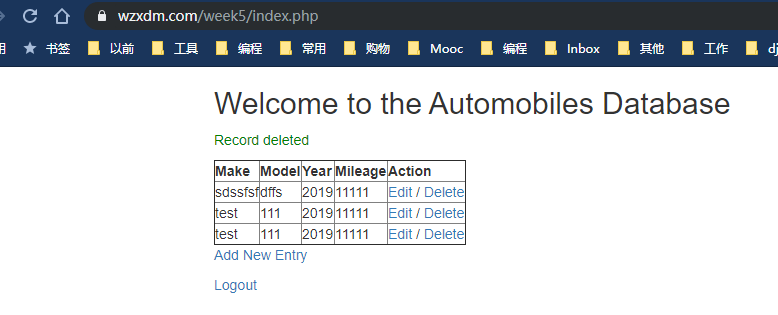 wzxdm.com/week5/index.php
用 书签 以前 工具 编程 常用 购物 Mooc 编程 Inbox 其他 工作 dj
Welcome to the Automobiles Database
Record deleted
Make Model Year Mileage Action
sdssfsf dffs 2019 11111 Edit / Delete
test 111 2019 11111 Edit / Delete
test 111 2019 11111 Edit / Delete
Add New Entry
Logout